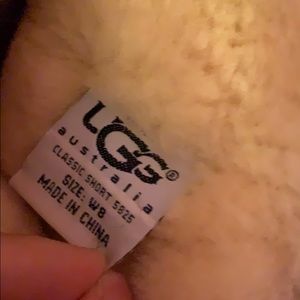 UGG®
australia
CLASSIC SHORT 5825
SIZE: W8
MADE IN CHINA